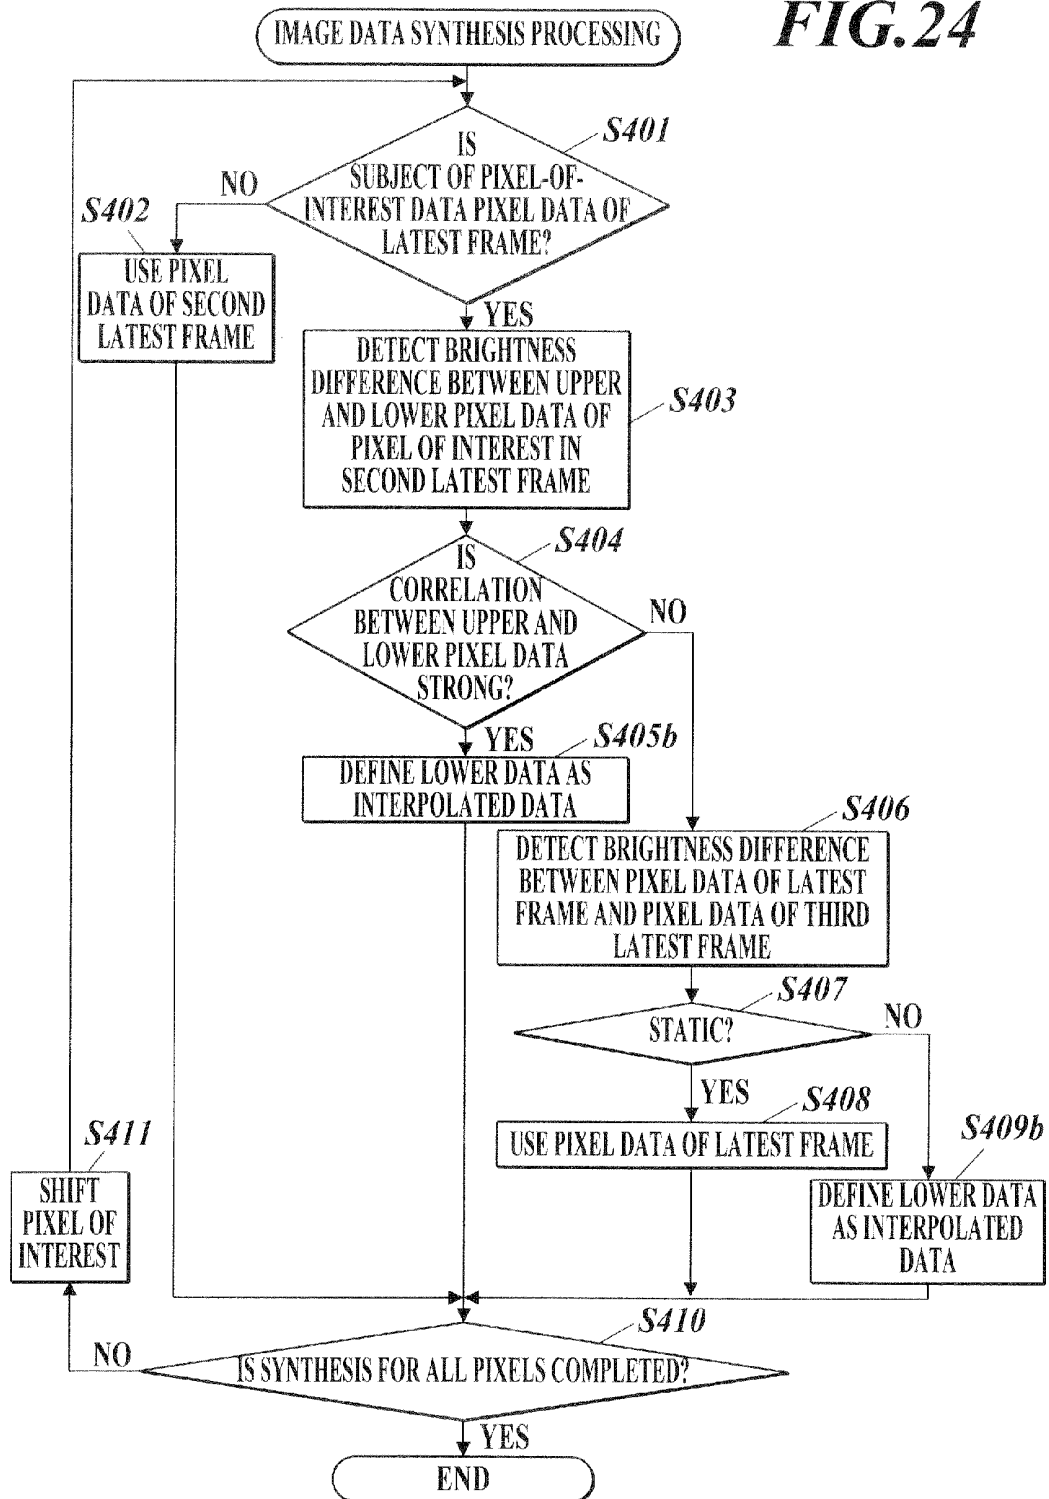 FIG.24
IMAGE DATA SYNTHESIS PROCESSING
S401
IS
SUBJECT OF PIXEL-OF-
INTEREST DATA PIXEL DATA OF
LATEST FRAME?
NO
S402
USE PIXEL
DATA OF SECOND
LATEST FRAME
YES
DETECT BRIGHTNESS
DIFFERENCE BETWEEN UPPER
AND LOWER PIXEL DATA OF
PIXEL OF INTEREST IN
SECOND LATEST FRAME
S403
S404
IS
CORRELATION
BETWEEN UPPER AND
LOWER PIXEL DATA
STRONG?
NO
YES
S405b
DEFINE LOWER DATA AS
INTERPOLATED DATA
S406
DETECT BRIGHTNESS DIFFERENCE
BETWEEN PIXEL DATA OF LATEST
FRAME AND PIXEL DATA OF THIRD
LATEST FRAME
S407
STATIC?
NO
YES
S408
USE PIXEL DATA OF LATEST FRAME
S409b
DEFINE LOWER DATA
AS INTERPOLATED
DATA
S411
SHIFT
PIXEL OF
INTEREST
S410
IS SYNTHESIS FOR ALL PIXELS COMPLETED?
NO
YES
END